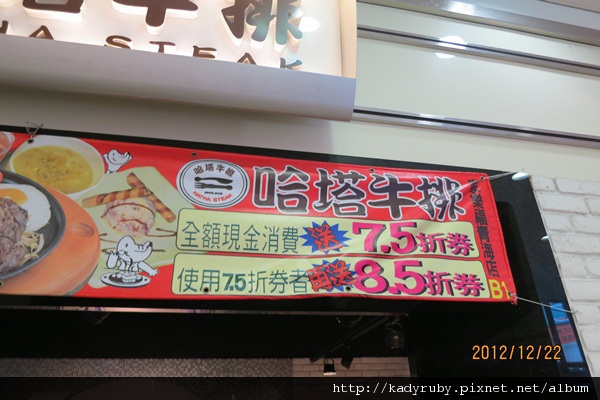 HA STEAK
哈塔牛排
HATHA STEAK
哈塔牛排
全額現金消費 送 7.5折券
使用7.5折券者 再送 8.5折券
B1
2012/12/22
http://kadyruby.pixnet.net/album